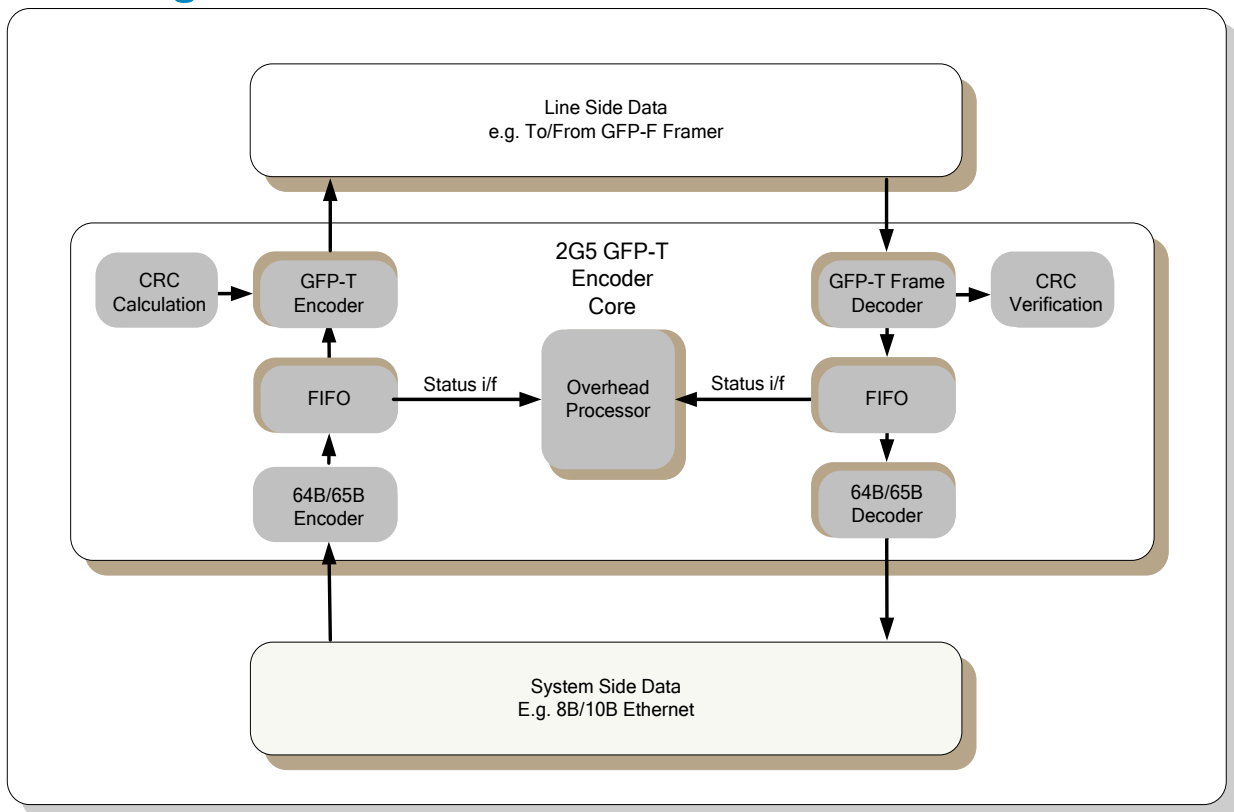 Line Side Data
e.g. To/From GFP-F Framer
2G5 GFP-T
Encoder
Core
CRC
Calculation
GFP-T
Encoder
GFP-T Frame
Decoder
CRC
Verification
FIFO
Status i/f
Overhead
Processor
Status i/f
FIFO
64B/65B
Encoder
64B/65B
Decoder
System Side Data
E.g. 8B/10B Ethernet